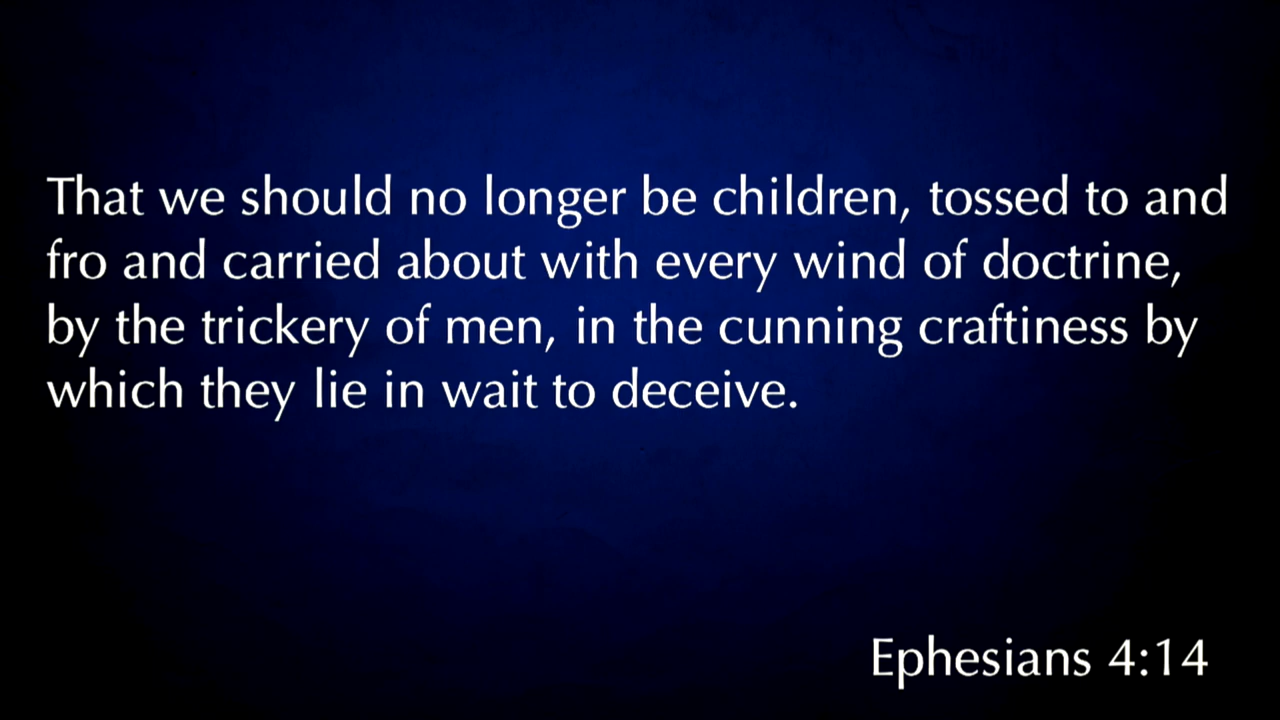 That we should no longer be children, tossed to and
fro and carried about with every wind of doctrine,
by the trickery of men, in the cunning craftiness by
which they lie in wait to deceive.
Ephesians 4:14